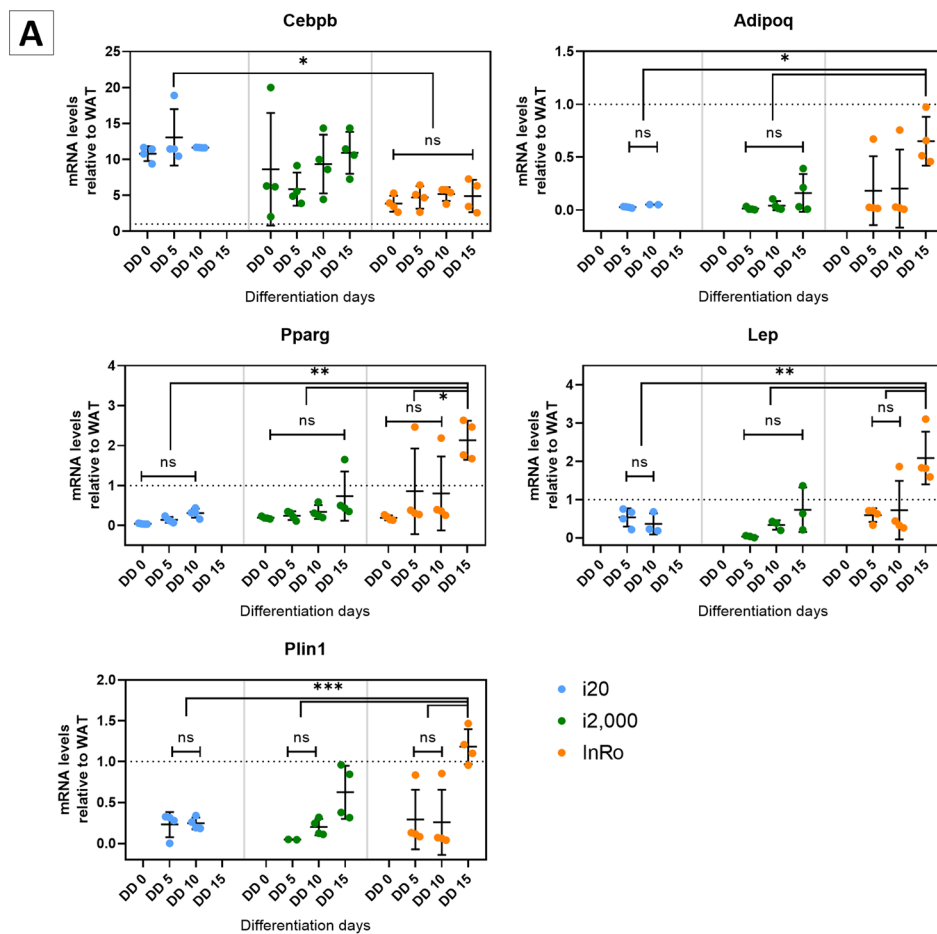 A
Cebpb
mRNA levels
relative to WAT
25
20
15
10
5
0
*
ns
DD 0
DD 5
DD 10
DD 15
DD 0
DD 5
DD 10
DD 15
DD 0
DD 5
DD 10
DD 15
Differentiation days
Adipoq
mRNA levels
relative to WAT
1.5
1.0
0.5
0.0
*
ns
ns
DD 0
DD 5
DD 10
DD 15
DD 0
DD 5
DD 10
DD 15
DD 0
DD 5
DD 10
DD 15
Differentiation days
Pparg
mRNA levels
relative to WAT
4
3
2
1
0
**
*
ns
ns
ns
DD 0
DD 5
DD 10
DD 15
DD 0
DD 5
DD 10
DD 15
DD 0
DD 5
DD 10
DD 15
Differentiation days
Lep
mRNA levels
relative to WAT
4
3
2
1
0
**
ns
ns
ns
DD 0
DD 5
DD 10
DD 15
DD 0
DD 5
DD 10
DD 15
DD 0
DD 5
DD 10
DD 15
Differentiation days
Plin1
mRNA levels
relative to WAT
2.0
1.5
1.0
0.5
0.0
***
ns
ns
ns
DD 0
DD 5
DD 10
DD 15
DD 0
DD 5
DD 10
DD 15
DD 0
DD 5
DD 10
DD 15
Differentiation days
i20
i2,000
InRo